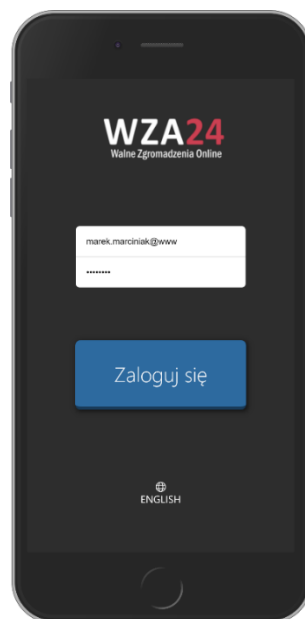 WZA24
Walne Zgromadzenia Online
marek.marciniak@www
••••••••
Zaloguj się
ENGLISH